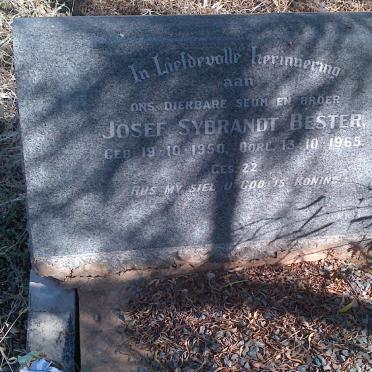 In Liefdevolle Herinnering
aan
ONS DIERBARE SEUN EN BROER
JOSEF SYBRANDT BESTER
GEB. 19-10-1950, OORL. 13-10-1965.
GES. 22
RUS MY SIEL U GOD IS KONING